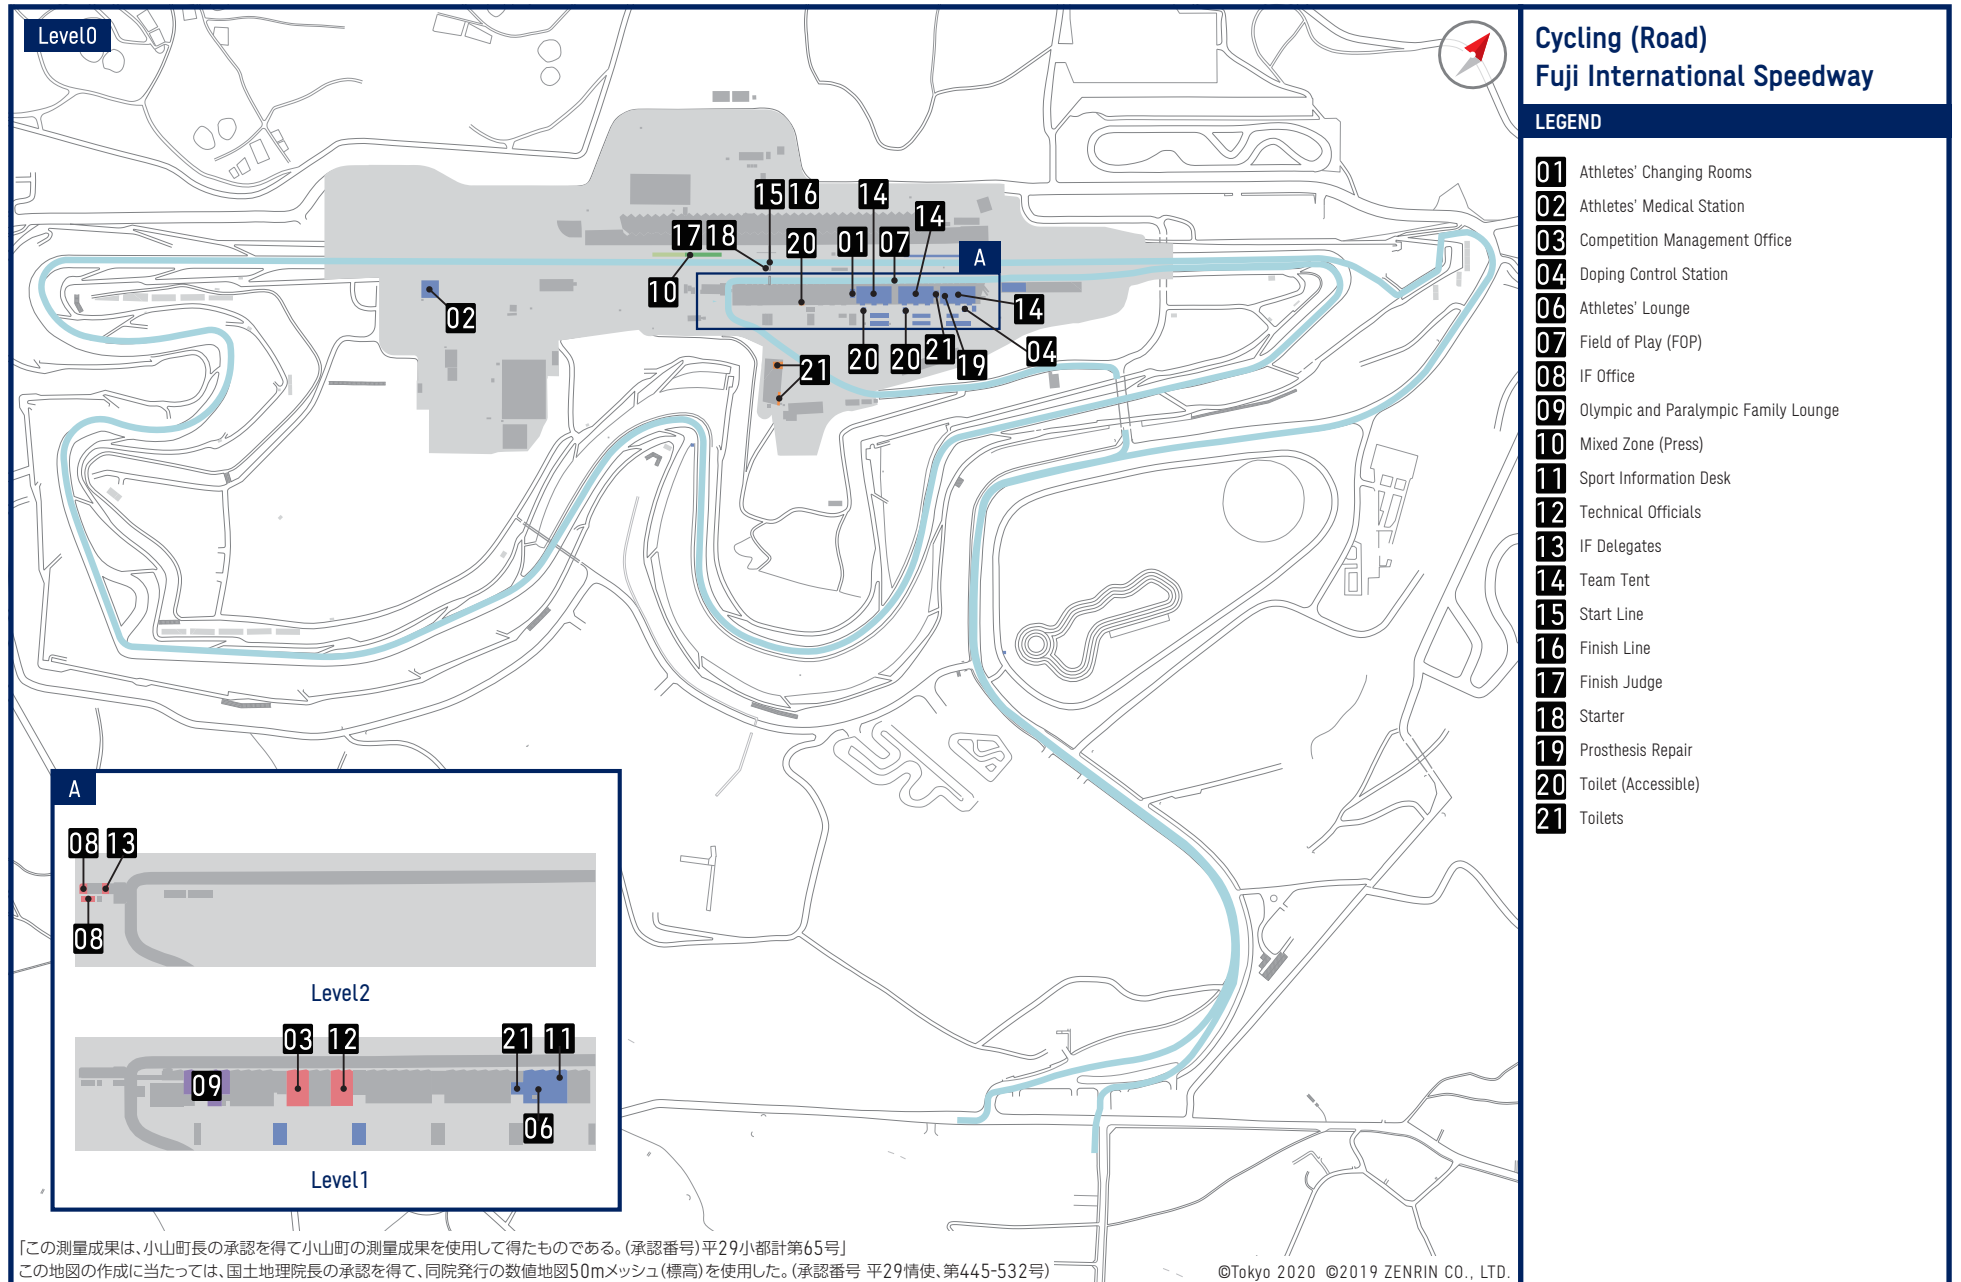 Level0
Cycling (Road)
Fuji International Speedway
LEGEND
01 Athletes' Changing Rooms
02 Athletes' Medical Station
03 Competition Management Office
04 Doping Control Station
06 Athletes' Lounge
07 Field of Play (FOP)
08 IF Office
09 Olympic and Paralympic Family Lounge
10 Mixed Zone (Press)
11 Sport Information Desk
12 Technical Officials
13 IF Delegates
14 Team Tent
15 Start Line
16 Finish Line
17 Finish Judge
18 Starter
19 Prosthesis Repair
20 Toilet (Accessible)
21 Toilets
15 16 14
14
17 18 20 01 07
A
10
02
14
20 20 21 19 04
21
A
08 13
08
Level2
03 12 21 11
09
06
Level1
「この測量成果は、小山町長の承認を得て小山町の測量成果を使用して得たものである。(承認番号)平29小都計第65号」
この地図の作成に当たっては、国土地理院長の承認を得て、同院発行の数値地図50mメッシュ(標高)を使用した。(承認番号 平29情使、第445-532号)
©Tokyo 2020 ©2019 ZENRIN CO., LTD.